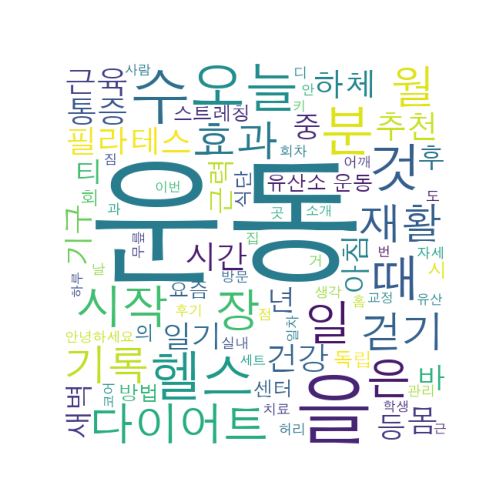 사람
근육
수
오늘
디
안
하체
월
통증
스트레칭
중
분
키
추천
필라테스
효과
회차
어깨
후
티
짐
근력
식단
유산소 운동
것
회
과
이번
운동
곳
소개
도
재활
기구
무릎
시간
집
거
아침
번
자세
때
시
날
하루
방문
요즘
년
생각
홈
교정
유산
시작
장
후기
점
일
걷기
안녕하세요
의
일기
실내
일차
기록
헬스
건강
세트
독립
은
바
새벽
코어
방법
센터
관리
다이어트
치료
을
학생
등
몸
허리
근